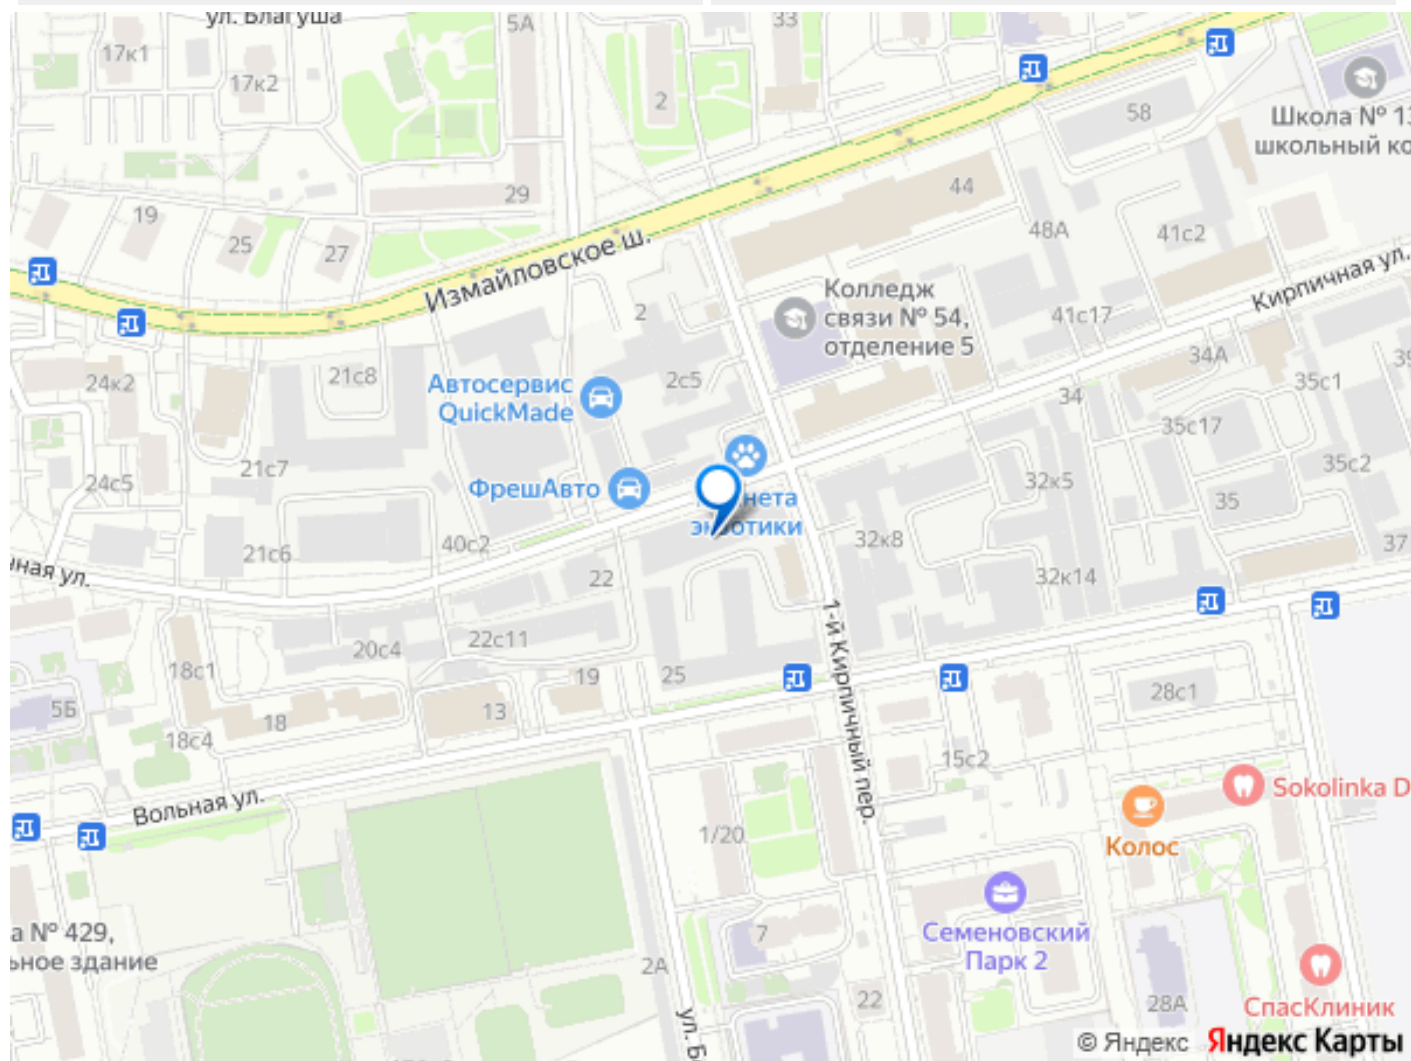 ул. Благуша
5А
33
17к1
17к2
2
58
Школа № 13
школьный ко
29
44
19
25
27
48А
41с2
Измайловское ш.
Кирпичная ул.
Колледж
связи № 54,
отделение 5
2
41с17
34А
39
24к2
21с8
Автосервис
QuickMade
2с5
35с1
34
35с17
21с7
24с5
ФрешАвто
35с2
32к5
35
экзотики
21с6
40с2
32к8
37
ная ул.
22
32к14
1-й Кирпичный пер.
22с11
20с4
18с1
25
19
28с1
5Б
18
13
18с4
15с2
Вольная ул.
Sokolinka D
1/20
Колос
а № 429,
ьное здание
7
Семеновский
Парк 2
2А
22
28А
СпасКлиник
ул. Б
© Яндекс Яндекс Карты